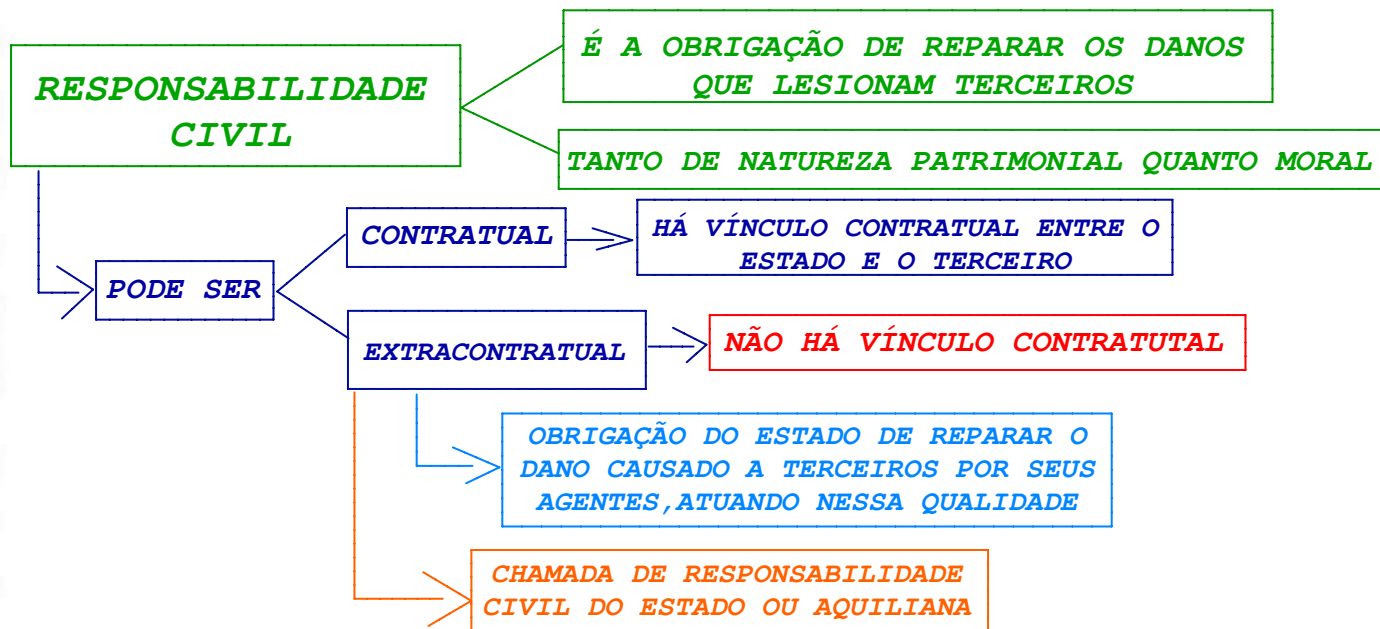 RESPONSABILIDADE
CIVIL
É A OBRIGAÇÃO DE REPARAR OS DANOS
QUE LESIONAM TERCEIROS
TANTO DE NATUREZA PATRIMONIAL QUANTO MORAL
PODE SER
CONTRATUAL
HÁ VÍNCULO CONTRATUAL ENTRE O
ESTADO E O TERCEIRO
EXTRACONTRATUAL
NÃO HÁ VÍNCULO CONTRATUTAL
OBRIGAÇÃO DO ESTADO DE REPARAR O
DANO CAUSADO A TERCEIROS POR SEUS
AGENTES,ATUANDO NESSA QUALIDADE
CHAMADA DE RESPONSABILIDADE
CIVIL DO ESTADO OU AQUILIANA